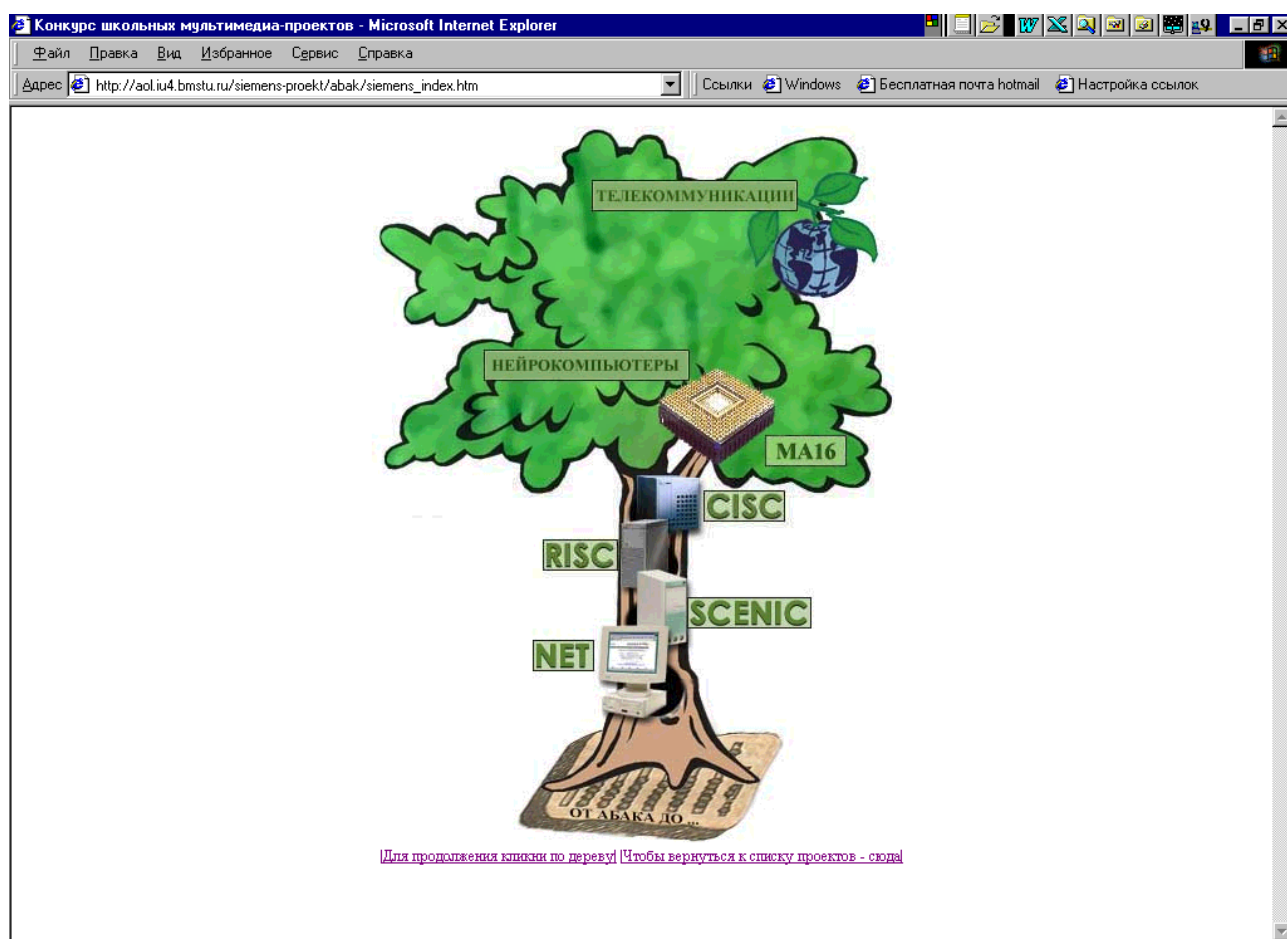 Конкурс школьных мультимедиа-проектов - Microsoft Internet Explorer
Файл Правка Вид Избранное Сервис Справка
Адрес http://aol.iu4.bmstu.ru/siemens-proekt/abak/siemens_index.htm Ссылки Windows Бесплатная почта hotmail Настройка ссылок
ТЕЛЕКОММУНИКАЦИИ
НЕЙРОКОМПЬЮТЕРЫ
МА16
CISC
RISC
SCENIC
NET
ОТ АБАКА ДО ...
|Для продолжения кликни по дереву| |Чтобы вернуться к списку проектов - сюда|